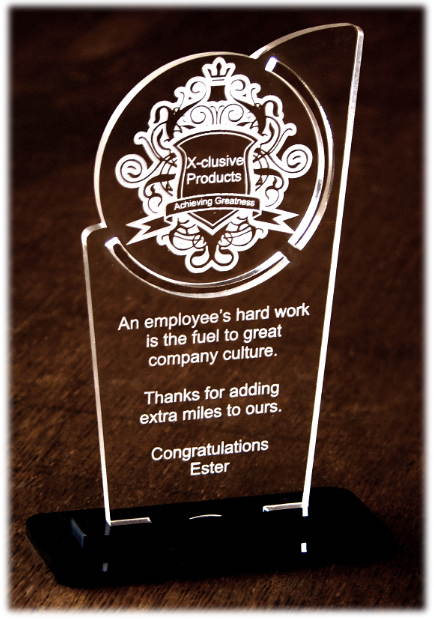 X-clusive
Products
Achieving Greatness
An employee's hard work
is the fuel to great
company culture.
Thanks for adding
extra miles to ours.
Congratulations
Ester